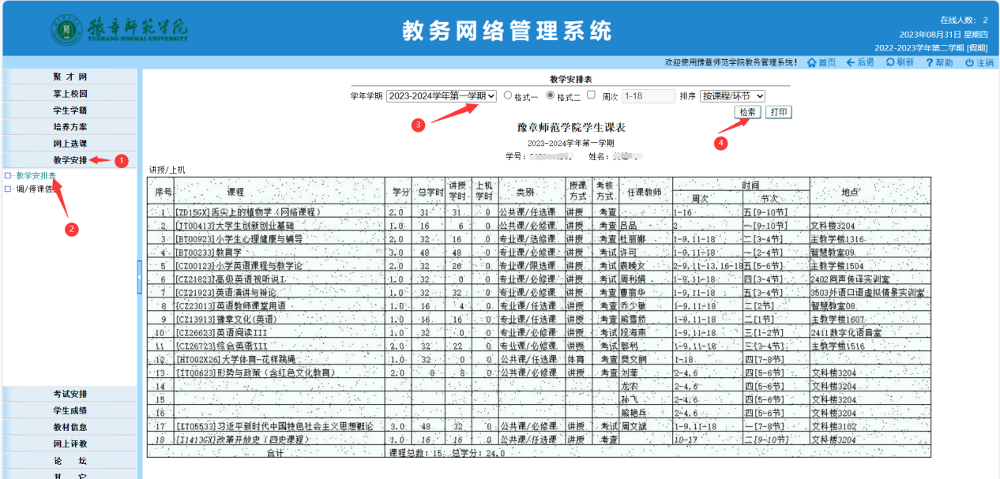 豫章師范学院
YUZHANG NORMAL UNIVERSITY
教务网络管理系统
在线人数: 2
2023年08月31日 星期四
2022-2023学年第二学期 [假期]
欢迎使用豫章师范学院教务管理系统! 首页 后退 刷新 帮助 注销
聚 才 网
掌上校园
学生学籍
培养方案
网上选课
教学安排 1
教学安排表
调/停课信
2
考试安排
学生成绩
教材信息
网上评教
论 坛
其 它
教学安排表
学年学期 2023-2024学年第一学期 格式一 格式二 周次 1-18 排序 按课程/环节
3
检索 打印
4
豫章师范学院学生课表
2023-2024学年第一学期
学号: 姓名:
讲授/上机
序号 课程 学分 总学时 讲授学时 上机学时 类别 授课方式 考核方式 任课教师 时间 地点
周次 节次
1 [ZD15GX]舌尖上的植物学(网络课程) 2.0 31 31 0 公共课/任选课 讲授 考查 1-16 五[9-10节]
2 [JT00413]大学生创新创业基础 1.0 16 6 0 公共课/必修课 讲授 考查 吕品 2 一[9-10节] 文科楼3204
3 [BT00923]小学生心理健康与辅导 2.0 32 16 0 专业课/选修课 讲授 考查 杜丽娜 1-9,11-18 二[3-4节] 主教学楼1316
4 [BT00233]教育学 3.0 48 48 0 专业课/必修课 讲授 考试 许可 1-9,11-18 一[2-4节] 智慧教室09
5 [CZ00123]小学英语课程与教学论 2.0 32 26 0 专业课/限选课 讲授 考试 袁晚女 2-9,11-13,16-18 五[5-6节] 主教学楼1504
6 [CZ21823]高级英语视听说I 1.0 32 0 0 专业课/必修课 讲授 考试 周利娟 1-9,11-18 四[3-4节] 2402同声传译实训室
7 [CZ21923]英语演讲与辩论 1.0 32 32 0 专业课/必修课 讲授 考查 曹丽华 1-9,11-18 五[3-4节] 3503外语口语虚拟情景实训室
8 [CZ23013]英语教师课堂用语 1.0 16 4 0 专业课/任选课 讲授 考查 乔少敏 1-9,11-18 二[2节] 智慧教室08
9 [CZ13913]豫章文化(英语) 1.0 16 16 0 专业课/任选课 讲授 考查 熊雪娇 1-9,11-18 二[1节] 主教学楼1607
10 [CZ26623]英语阅读III 1.0 32 0 0 专业课/必修课 讲授 考试 段海燕 1-9,11-18 三[1-2节] 2411数字化语音室
11 [CZ26723]综合英语III 2.0 32 22 0 专业课/必修课 讲授 考试 郭利 1-9,11-18 三[3-4节] 主教学楼1516
12 [HT002X26]大学体育-花样跳绳 1.0 32 0 0 公共课/必修课 体育 考查 樊文娴 1-18 四[7-8节]
13 [IT00623]形势与政策(含红色文化教育) 2.0 8 8 0 公共课/必修课 讲授 考查 刘菲 2-4,6 四[5-6节] 文科楼3204
14 龙农 2-4,6 四[5-6节] 文科楼3204
15 孙飞 2-4,6 四[5-6节] 文科楼3204
16 熊艳兵 2-4,6 四[5-6节] 文科楼3204
17 [IT05533]习近平新时代中国特色社会主义思想概论 3.0 48 32 0 公共课/必修课 讲授 考试 周文斌 1-9,11-18 一[7-8节] 文科楼3102
18 [I1413GX]改革开放史(四史课程) 1.0 16 16 0 公共课/任选课 讲授 考查 10-17 二[9-10节] 文科楼3204
合计 课程总数:15 总学分:24.0